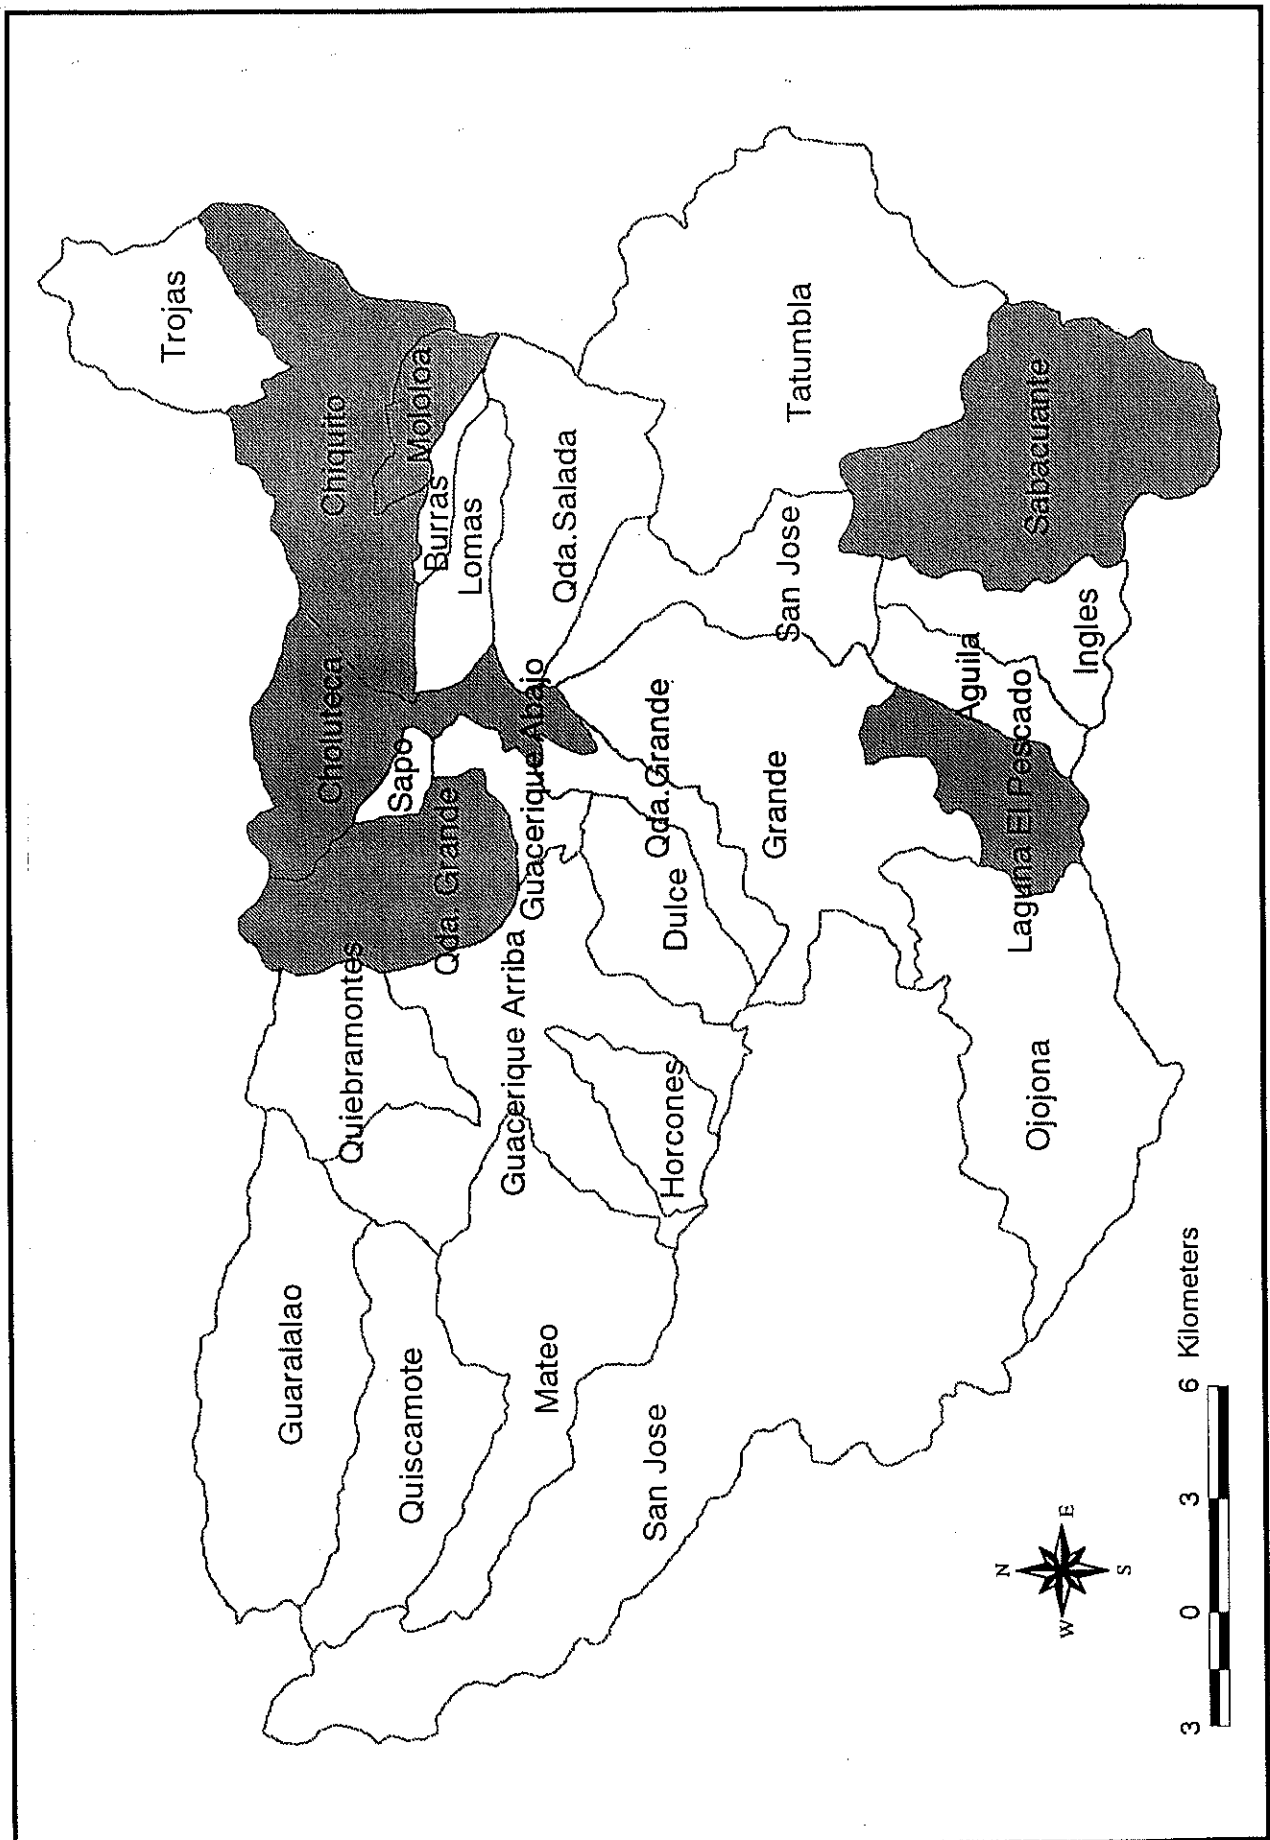 Trojas
Chiquito
Mololoa
Burras
Lomas
Qda.Salada
Tatumbla
Choluteca
Sapo
Qda. Grande
Guacerique Abajo
San Jose
Sabacuante
Aguila
Ingles
Laguna El Pescado
Qda.Grande
Grande
Dulce
Quiebramontes
Guacerique Arriba
Horcones
Ojojona
Guaralalao
Quiscamote
Mateo
San Jose
N
E
S
W
3 0 3 6 Kilometers